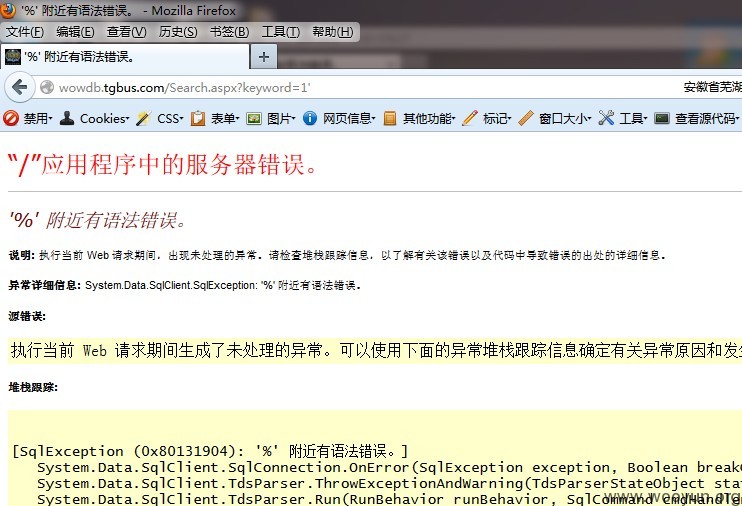 '%' 附近有语法错误。 - Mozilla Firefox
文件(F) 编辑(E) 查看(V) 历史(S) 书签(B) 工具(T) 帮助(H)
'%' 附近有语法错误。 +
wowdb.tgbus.com/Search.aspx?keyword=1' 安徽省芜湖
禁用 Cookies CSS 表单 图片 网页信息 其他功能 标记 窗口大小 工具 查看源代码
“/”应用程序中的服务器错误。
'%' 附近有语法错误。
说明: 执行当前 Web 请求期间，出现未处理的异常。请检查堆栈跟踪信息，以了解有关该错误以及代码中导致错误的出处的详细信息。
异常详细信息: System.Data.SqlClient.SqlException: '%' 附近有语法错误。
源错误:
执行当前 Web 请求期间生成了未处理的异常。可以使用下面的异常堆栈跟踪信息确定有关异常原因和发生
堆栈跟踪:
[SqlException (0x80131904): '%' 附近有语法错误。]
System.Data.SqlClient.SqlConnection.OnError(SqlException exception, Boolean breakC
System.Data.SqlClient.TdsParser.ThrowExceptionAndWarning(TdsParserStateObject sta
System.Data.SqlClient.TdsParser.Run(RunBehavior runBehavior, SqlCommand cmdHandle
www.wooyun.org